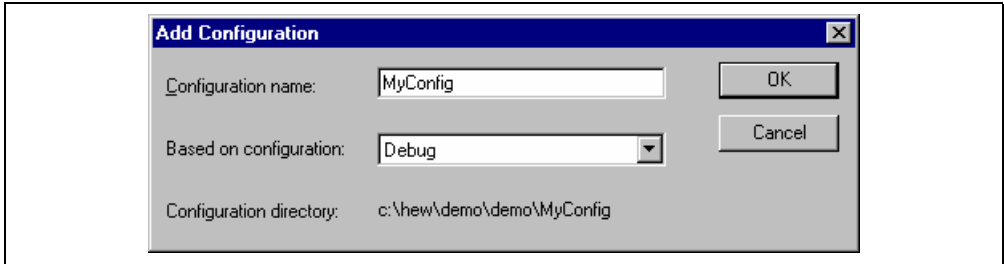 Add Configuration
Configuration name: MyConfig OK
Based on configuration: Debug Cancel
Configuration directory: c:\hew\demo\demo\MyConfig